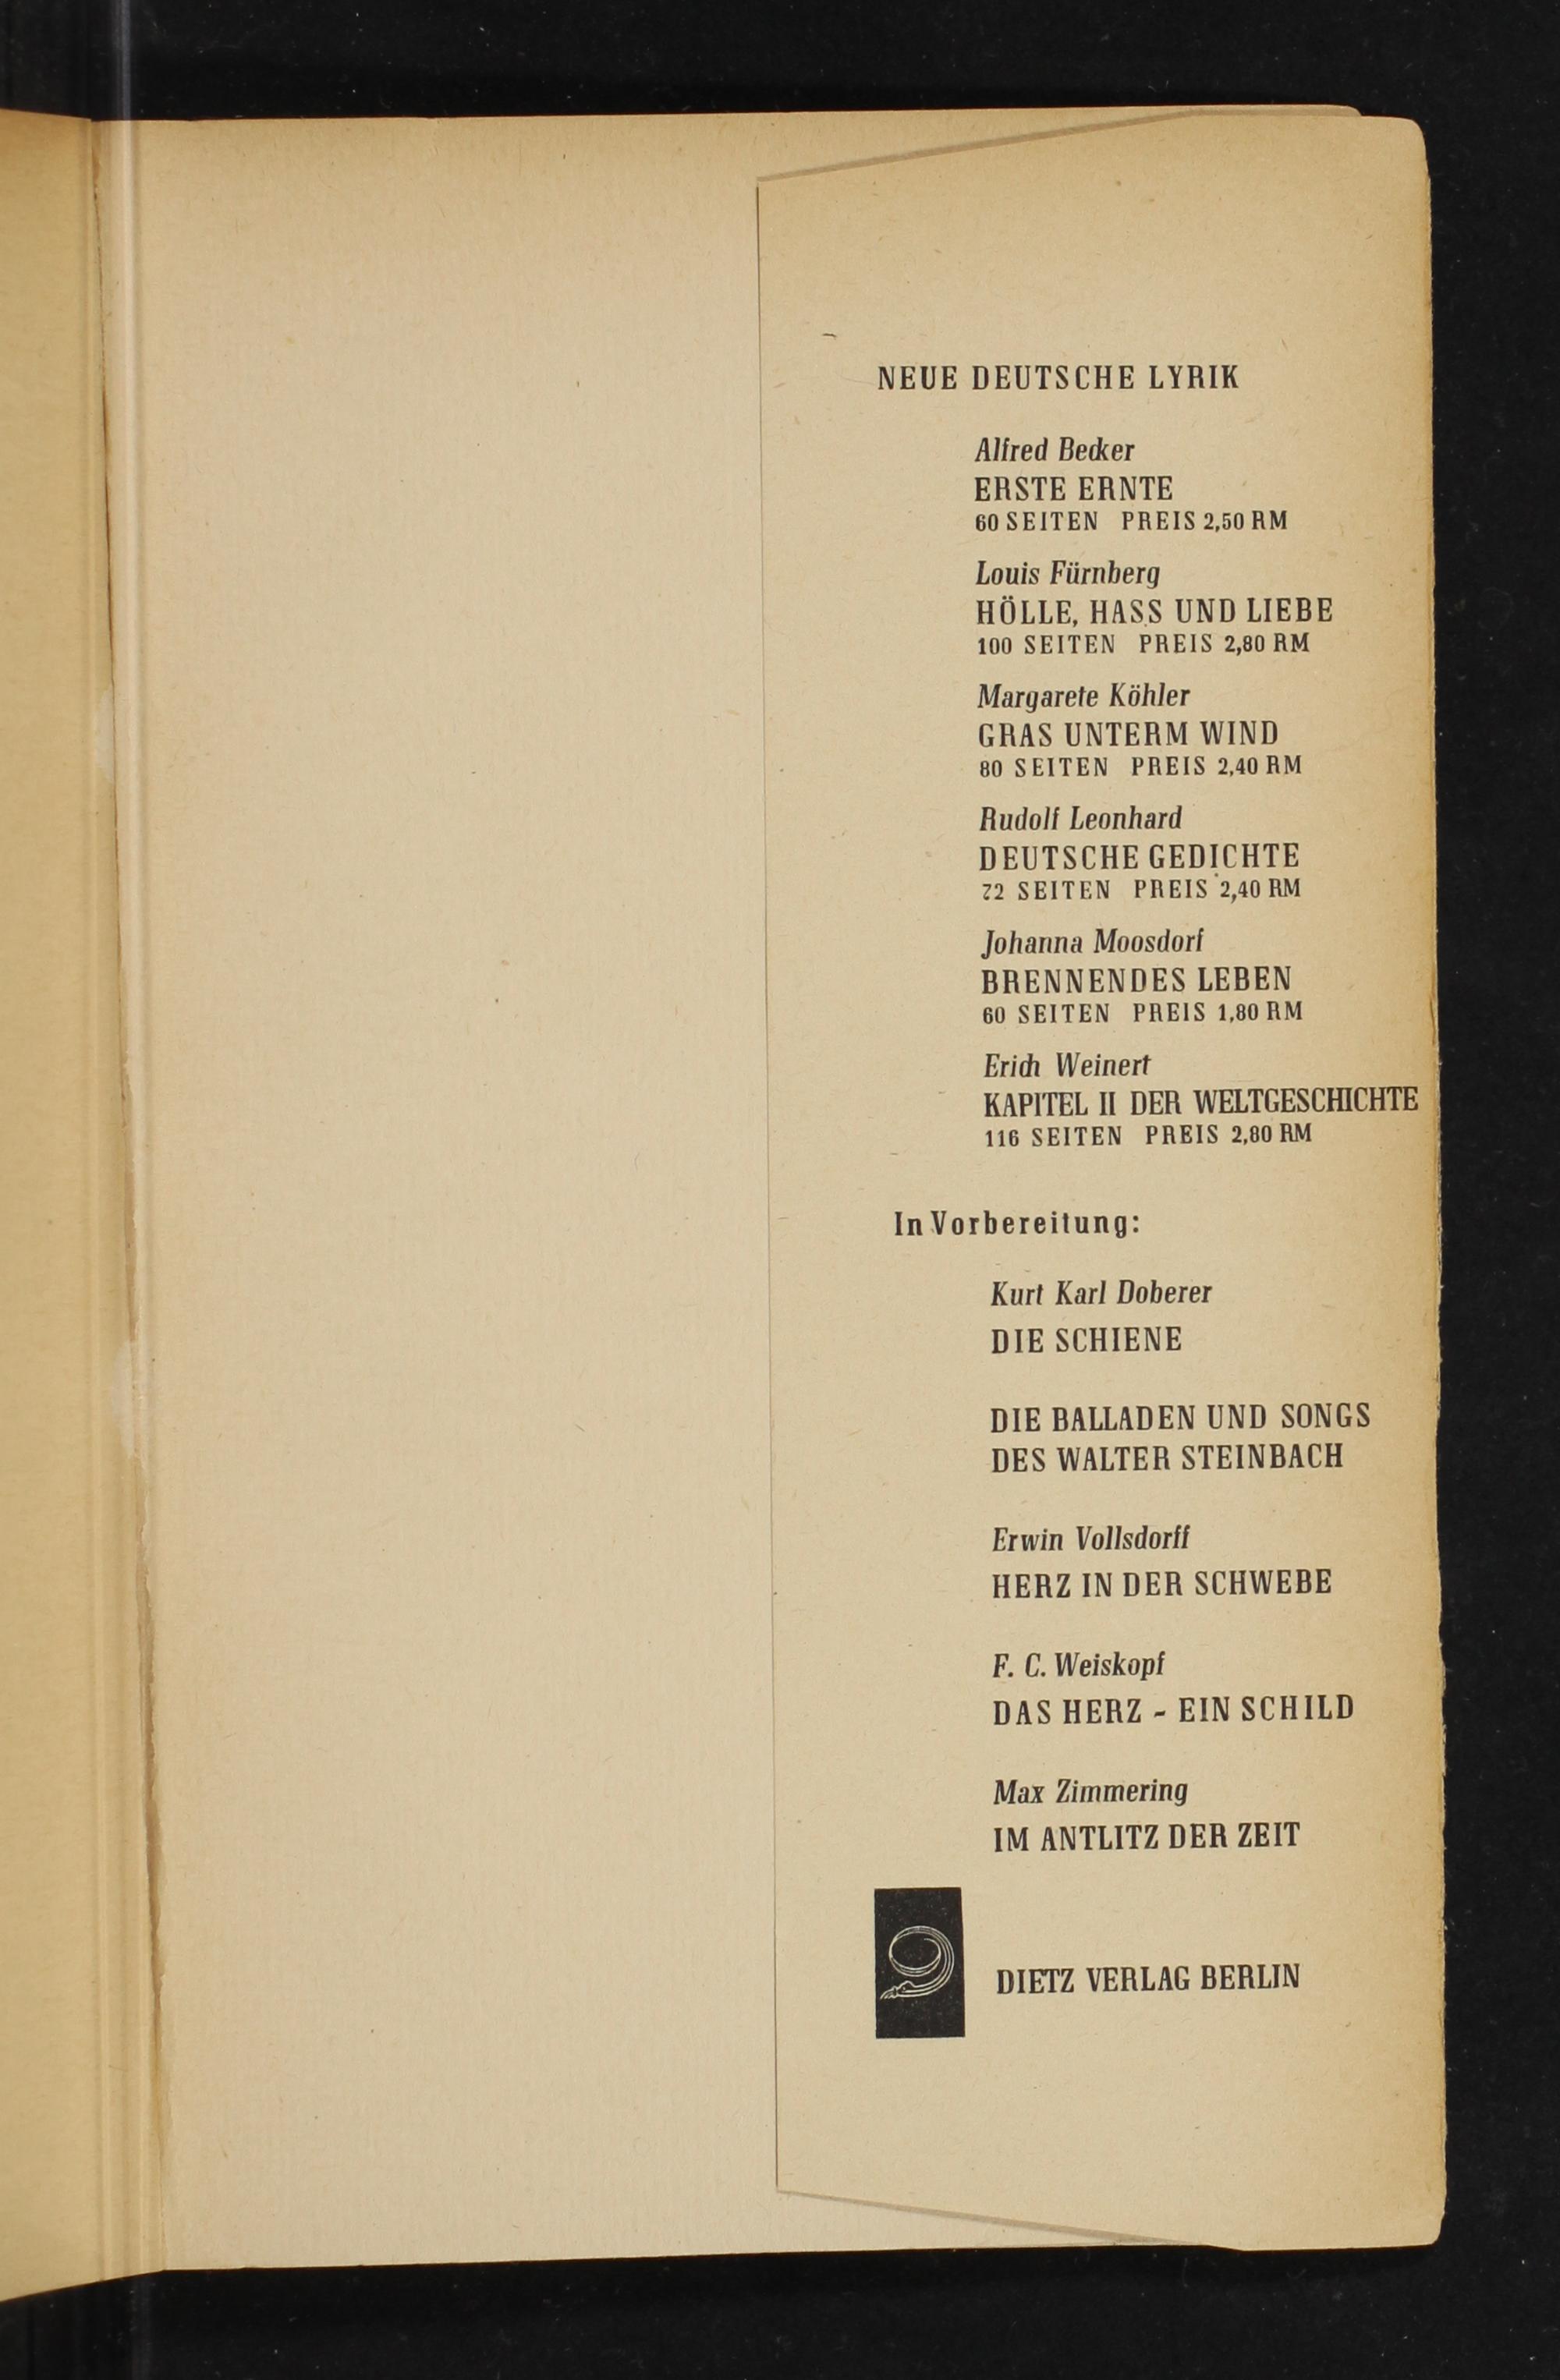 NEUE DEUTSCHE LYRIK
Alfred Becker
ERSTE ERNTE
60 SEITEN PREIS 2,50 RM
Louis Fürnberg
HÖLLE, HASS UND LIEBE
100 SEITEN PREIS 2,80 RM
Margarete Köhler
GRAS UNTERM WIND
80 SEITEN PREIS 2,40 RM
Rudolf Leonhard
DEUTSCHE GEDICHTE
72 SEITEN PREIS 2,40 RM
Johanna Moosdorf
BRENNENDES LEBEN
60 SEITEN PREIS 1,80 RM
Erich Weinert
KAPITEL II DER WELTGESCHICHTE
116 SEITEN PREIS 2,80 RM
In Vorbereitung:
Kurt Karl Doberer
DIE SCHIENE
DIE BALLADEN UND SONGS
DES WALTER STEINBACH
Erwin Vollsdorff
HERZ IN DER SCHWEBE
F. C. Weiskopf
DAS HERZ - EIN SCHILD
Max Zimmering
IM ANTLITZ DER ZEIT
DIETZ VERLAG BERLIN